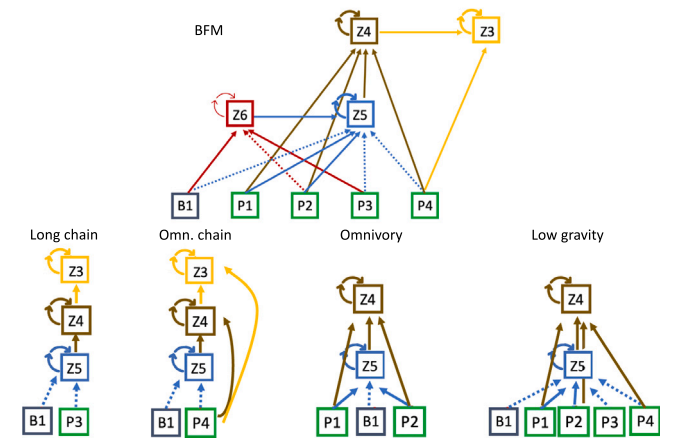 BFM
Z4 Z3
Z6 Z5
B1 P1 P2 P3 P4
Long chain Omn. chain Omnivory Low gravity
Z3 Z3
Z4 Z4 Z4 Z4
Z5 Z5 Z5 Z5
B1 P3 B1 P4 P1 B1 P2 B1 P1 P2 P3 P4